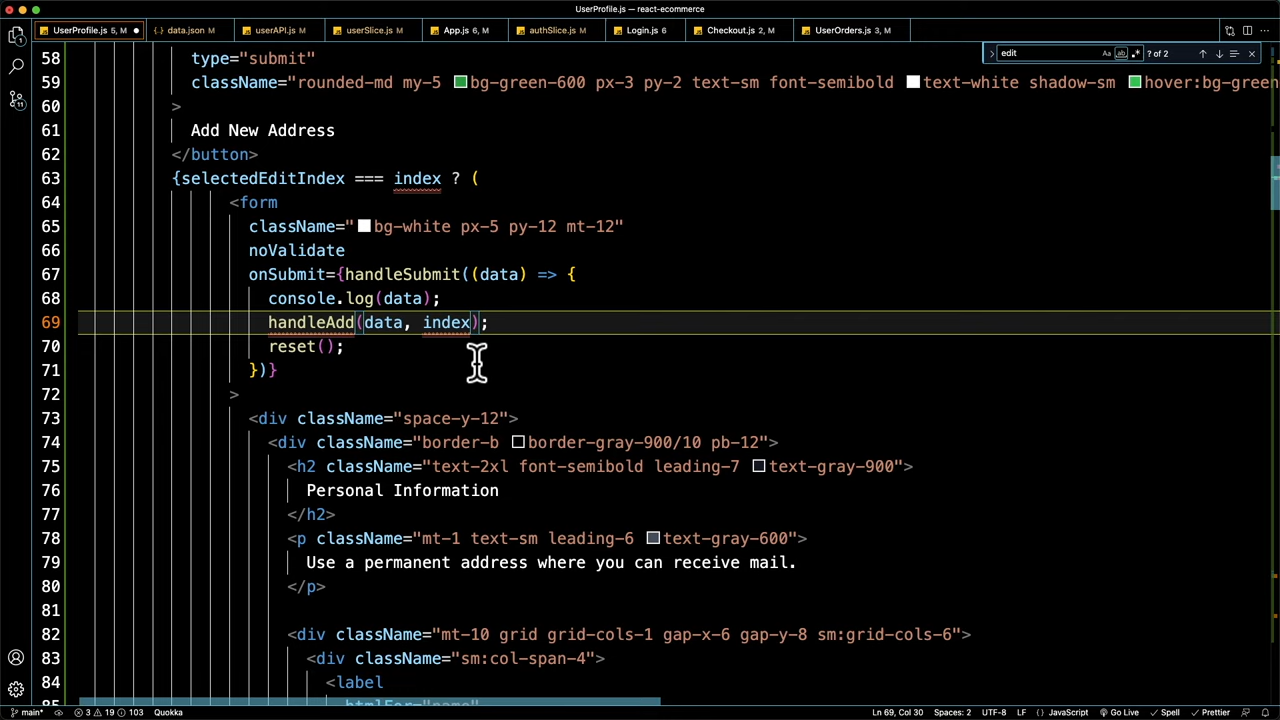 UserProfile.js — react-ecommerce
UserProfile.js 5, M data.json M userAPI.js M userSlice.js M App.js 6, M authSlice.js M Login.js 6 Checkout.js 2, M UserOrders.js 3, M
edit Aa ab .* ? of 2
58 type="submit"
59 className="rounded-md my-5 bg-green-600 px-3 py-2 text-sm font-semibold text-white shadow-sm hover:bg-green
60 >
61 Add New Address
62 </button>
63 {selectedEditIndex === index ? (
64 <form
65 className="bg-white px-5 py-12 mt-12"
66 noValidate
67 onSubmit={handleSubmit((data) => {
68 console.log(data);
69 handleAdd(data, index);
70 reset();
71 })}
72 >
73 <div className="space-y-12">
74 <div className="border-b border-gray-900/10 pb-12">
75 <h2 className="text-2xl font-semibold leading-7 text-gray-900">
76 Personal Information
77 </h2>
78 <p className="mt-1 text-sm leading-6 text-gray-600">
79 Use a permanent address where you can receive mail.
80 </p>
81
82 <div className="mt-10 grid grid-cols-1 gap-x-6 gap-y-8 sm:grid-cols-6">
83 <div className="sm:col-span-4">
84 <label
85 htmlFor="name"
main* 3 19 103 Quokka Ln 69, Col 30 Spaces: 2 UTF-8 LF {} JavaScript Go Live Spell Prettier